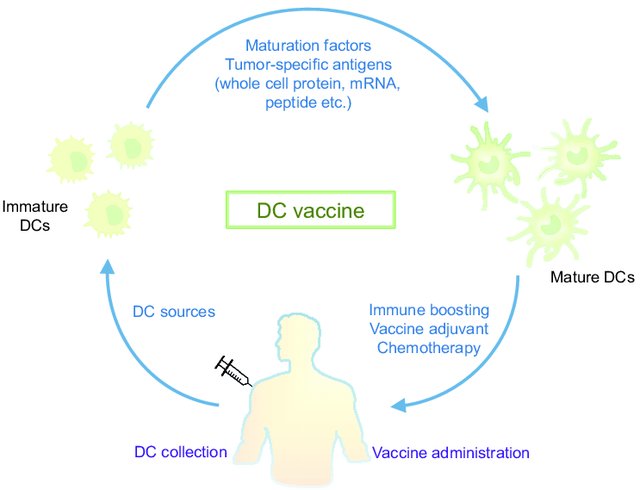 Maturation factors
Tumor-specific antigens
(whole cell protein, mRNA,
peptide etc.)
Immature
DCs
DC vaccine
Mature DCs
DC sources
Immune boosting
Vaccine adjuvant
Chemotherapy
DC collection
Vaccine administration